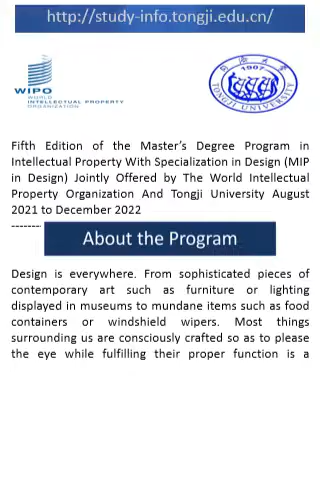 http://study-info.tongji.edu.cn/
WIPO
WORLD
INTELLECTUAL PROPERTY
ORGANIZATION
1907
TONGJI UNIVERSITY
Fifth Edition of the Master’s Degree Program in
Intellectual Property With Specialization in Design (MIP
in Design) Jointly Offered by The World Intellectual
Property Organization And Tongji University August
2021 to December 2022
--------
About the Program
Design is everywhere. From sophisticated pieces of
contemporary art such as furniture or lighting
displayed in museums to mundane items such as food
containers or windshield wipers. Most things
surrounding us are consciously crafted so as to please
the eye while fulfilling their proper function is a